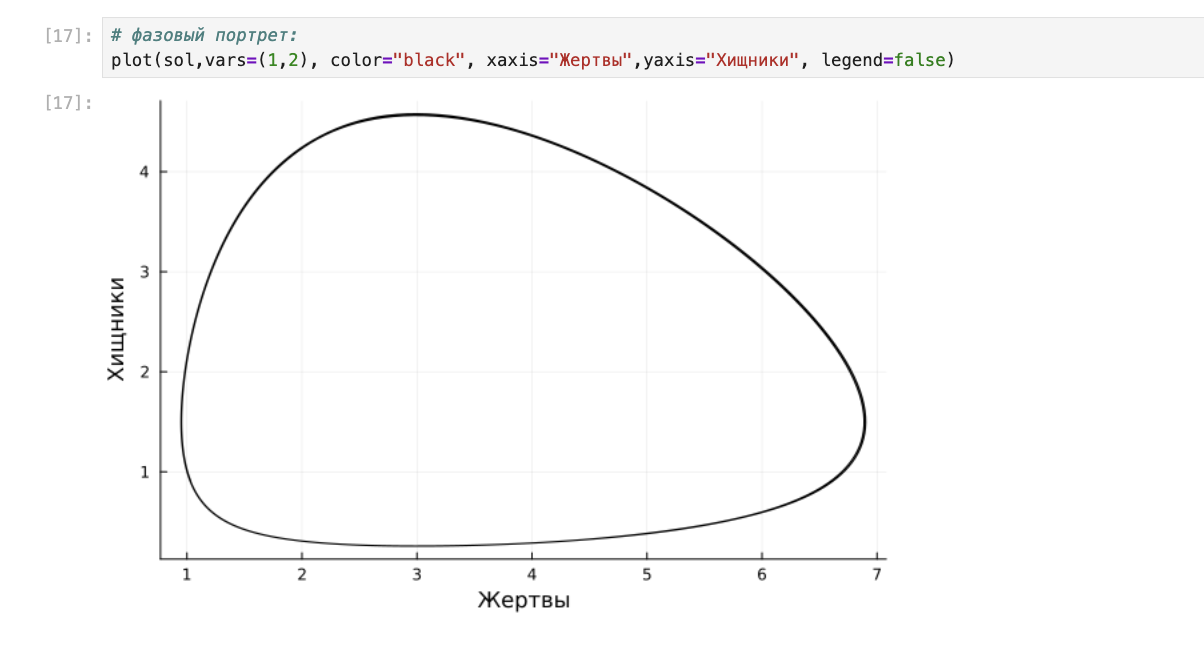 [17]: # фазовый портрет:
plot(sol,vars=(1,2), color="black", xaxis="Жертвы",yaxis="Хищники", legend=false)
[17]:
4
3
2
1
Хищники
1 2 3 4 5 6 7
Жертвы